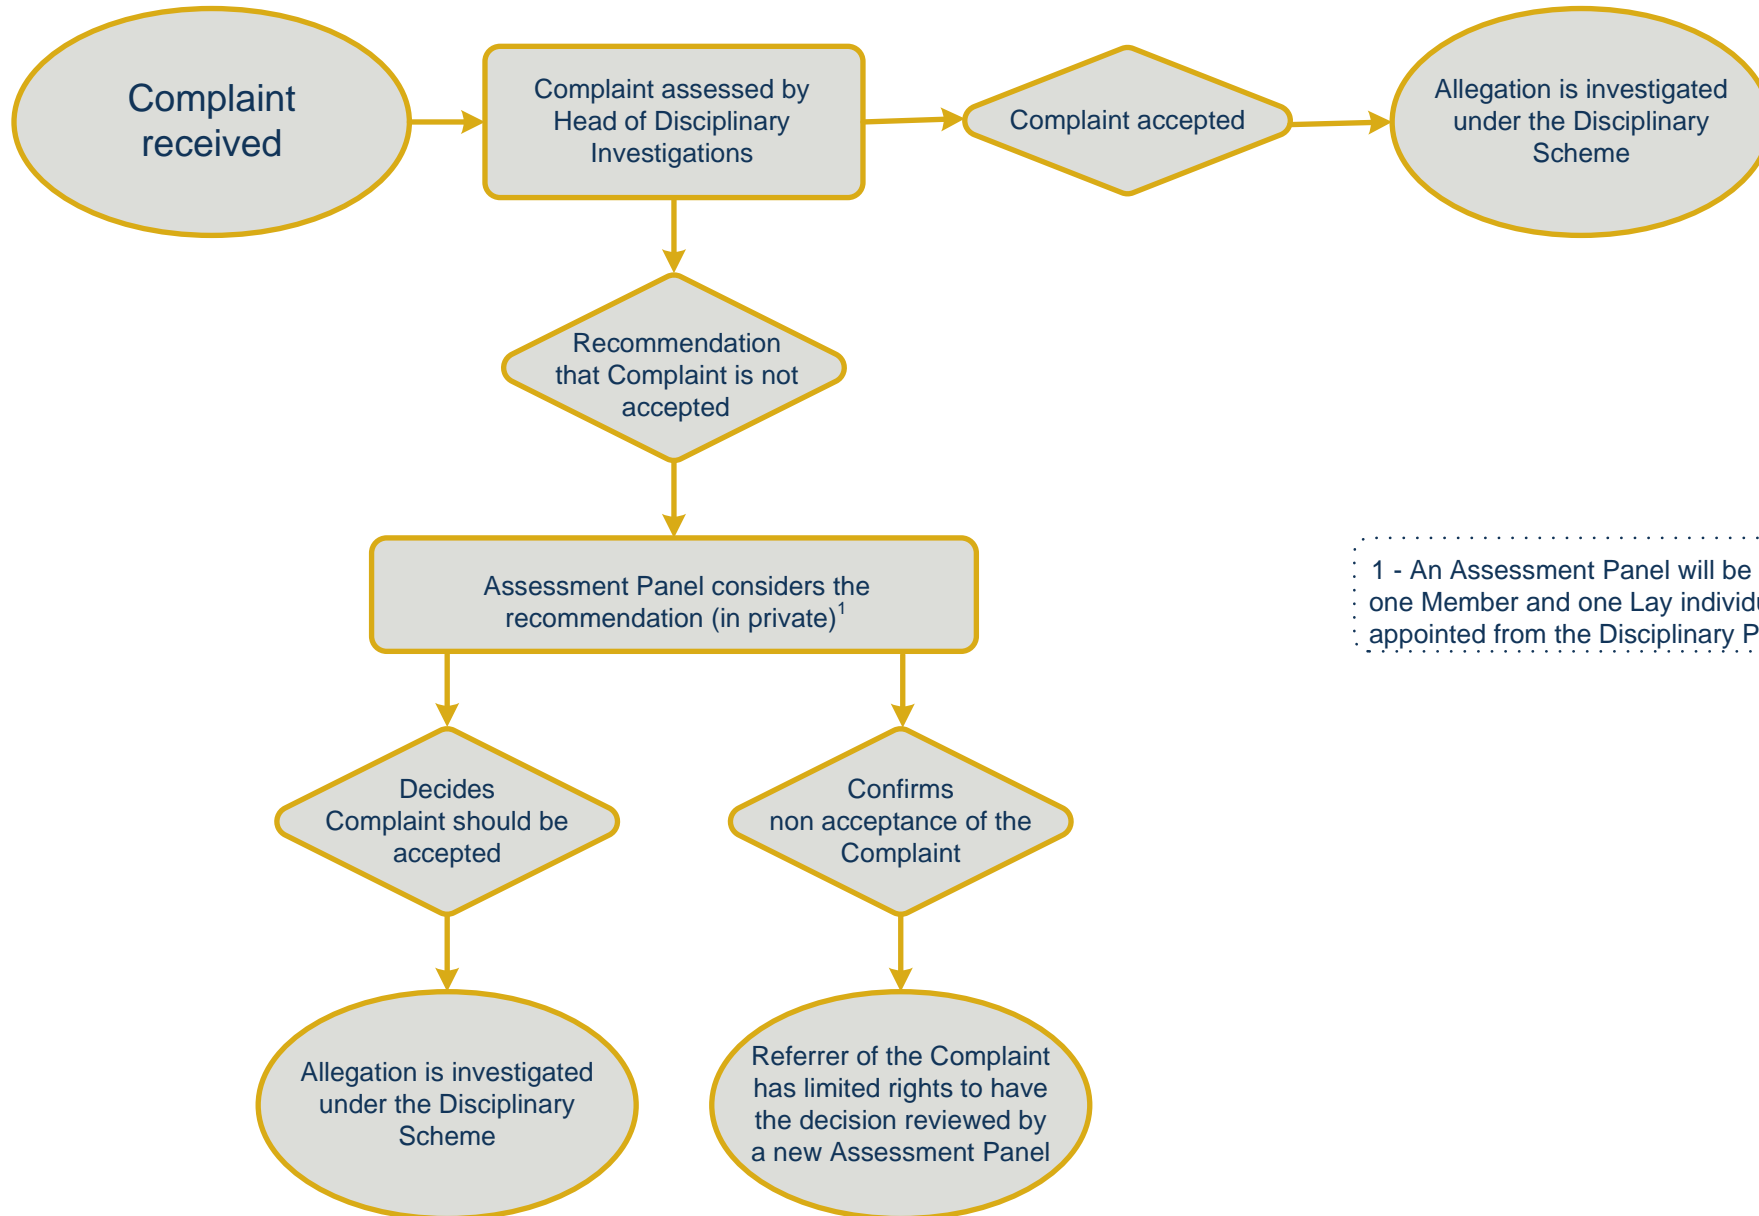 Complaint
received
Complaint assessed by
Head of Disciplinary
Investigations
Complaint accepted
Allegation is investigated
under the Disciplinary
Scheme
Recommendation
that Complaint is not
accepted
Assessment Panel considers the
recommendation (in private)1
1 - An Assessment Panel will be
one Member and one Lay
appointed from the Disciplinary
Decides
Complaint should be
accepted
Confirms
non acceptance of the
Complaint
Allegation is investigated
under the Disciplinary
Scheme
Referrer of the Complaint
has limited rights to have
the decision reviewed by
a new Assessment Panel